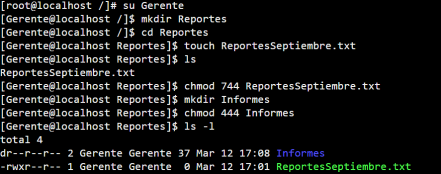 [root@localhost /]# su Gerente
[Gerente@localhost /]$ mkdir Reportes
[Gerente@localhost /]$ cd Reportes
[Gerente@localhost Reportes]$ touch ReportesSeptiembre.txt
[Gerente@localhost Reportes]$ ls
ReportesSeptiembre.txt
[Gerente@localhost Reportes]$ chmod 744 ReportesSeptiembre.txt
[Gerente@localhost Reportes]$ mkdir Informes
[Gerente@localhost Reportes]$ chmod 444 Informes
[Gerente@localhost Reportes]$ ls -l
total 4
dr--r--r-- 2 Gerente Gerente 37 Mar 12 17:08 Informes
-rwxr--r-- 1 Gerente Gerente  0 Mar 12 17:01 ReportesSeptiembre.txt